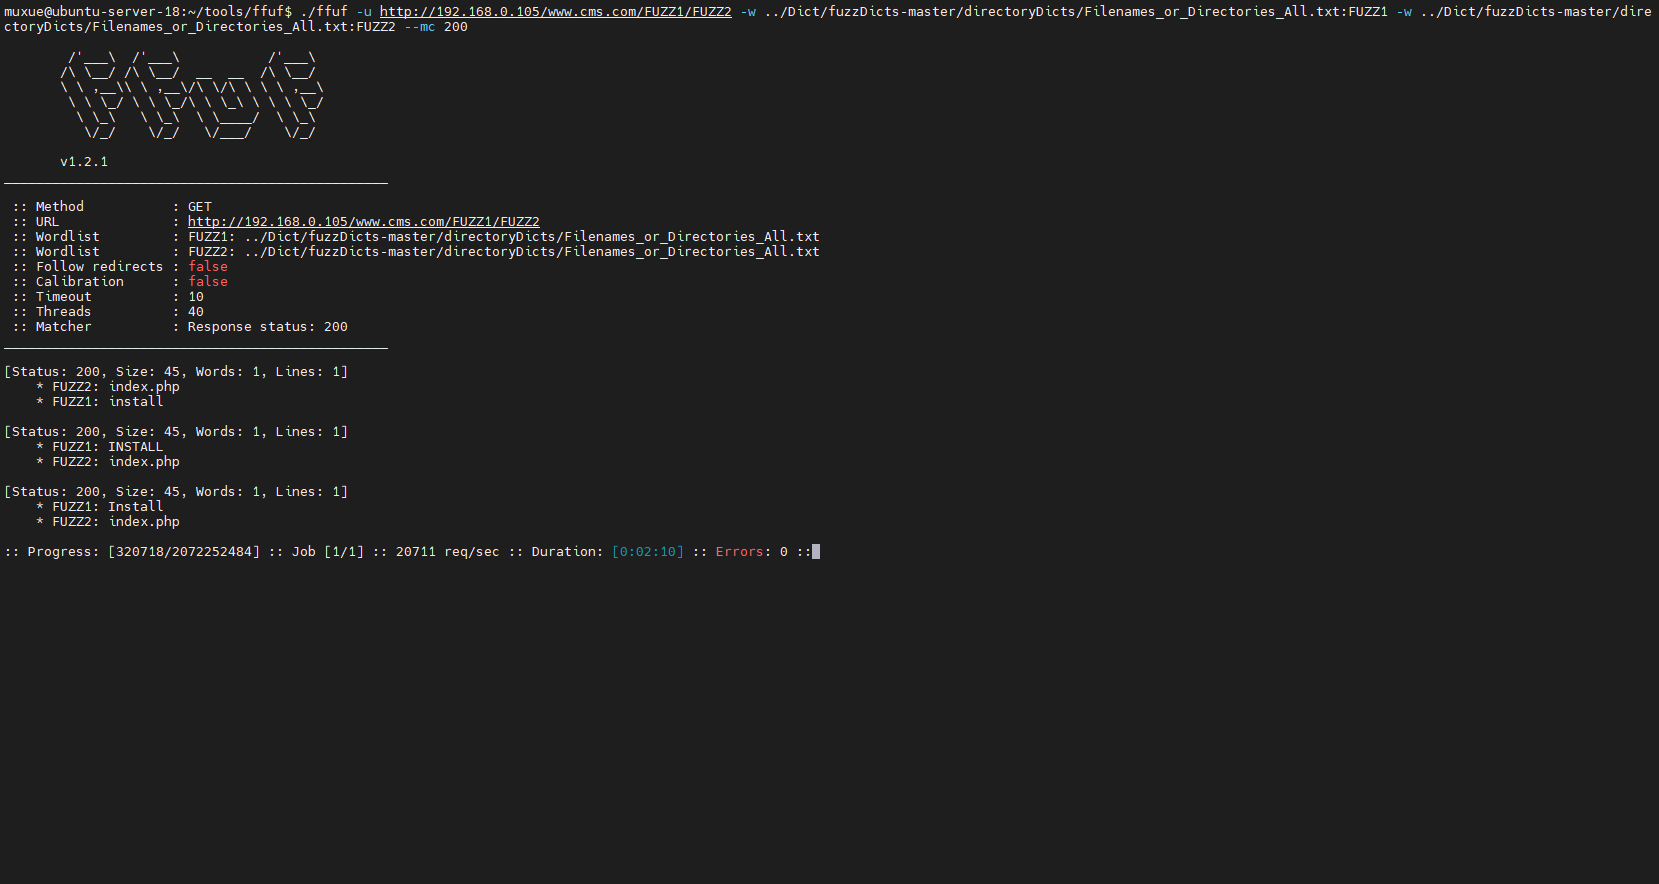 muxue@ubuntu-server-18:~/tools/ffuf$ ./ffuf -u http://192.168.0.105/www.cms.com/FUZZ1/FUZZ2 -w ../Dict/fuzzDicts-master/directoryDicts/Filenames_or_Directories_All.txt:FUZZ1 -w ../Dict/fuzzDicts-master/dire
ctoryDicts/Filenames_or_Directories_All.txt:FUZZ2 --mc 200

        /'___\  /'___\           /'___\
       /\ \__/ /\ \__/  __  __  /\ \__/
       \ \ ,__\\ \ ,__\/\ \/\ \ \ \ ,__\
        \ \ \_/ \ \ \_/\ \ \_\ \ \ \ \_/
         \ \_\   \ \_\  \ \____/  \ \_\
          \/_/    \/_/   \/___/    \/_/

       v1.2.1
________________________________________________

 :: Method           : GET
 :: URL              : http://192.168.0.105/www.cms.com/FUZZ1/FUZZ2
 :: Wordlist         : FUZZ1: ../Dict/fuzzDicts-master/directoryDicts/Filenames_or_Directories_All.txt
 :: Wordlist         : FUZZ2: ../Dict/fuzzDicts-master/directoryDicts/Filenames_or_Directories_All.txt
 :: Follow redirects : false
 :: Calibration      : false
 :: Timeout          : 10
 :: Threads          : 40
 :: Matcher          : Response status: 200
________________________________________________

[Status: 200, Size: 45, Words: 1, Lines: 1]
    * FUZZ2: index.php
    * FUZZ1: install

[Status: 200, Size: 45, Words: 1, Lines: 1]
    * FUZZ1: INSTALL
    * FUZZ2: index.php

[Status: 200, Size: 45, Words: 1, Lines: 1]
    * FUZZ1: Install
    * FUZZ2: index.php

:: Progress: [320718/2072252484] :: Job [1/1] :: 20711 req/sec :: Duration: [0:02:10] :: Errors: 0 ::